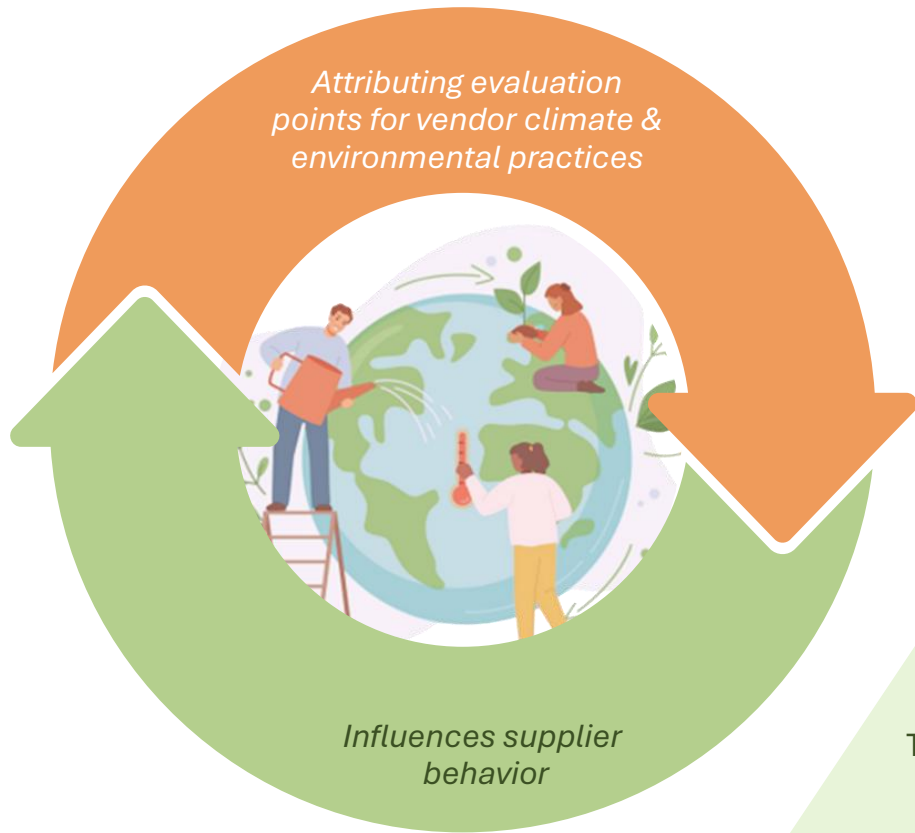 Attributing evaluation
points for vendor climate &
environmental practices
Influences supplier
behavior
T